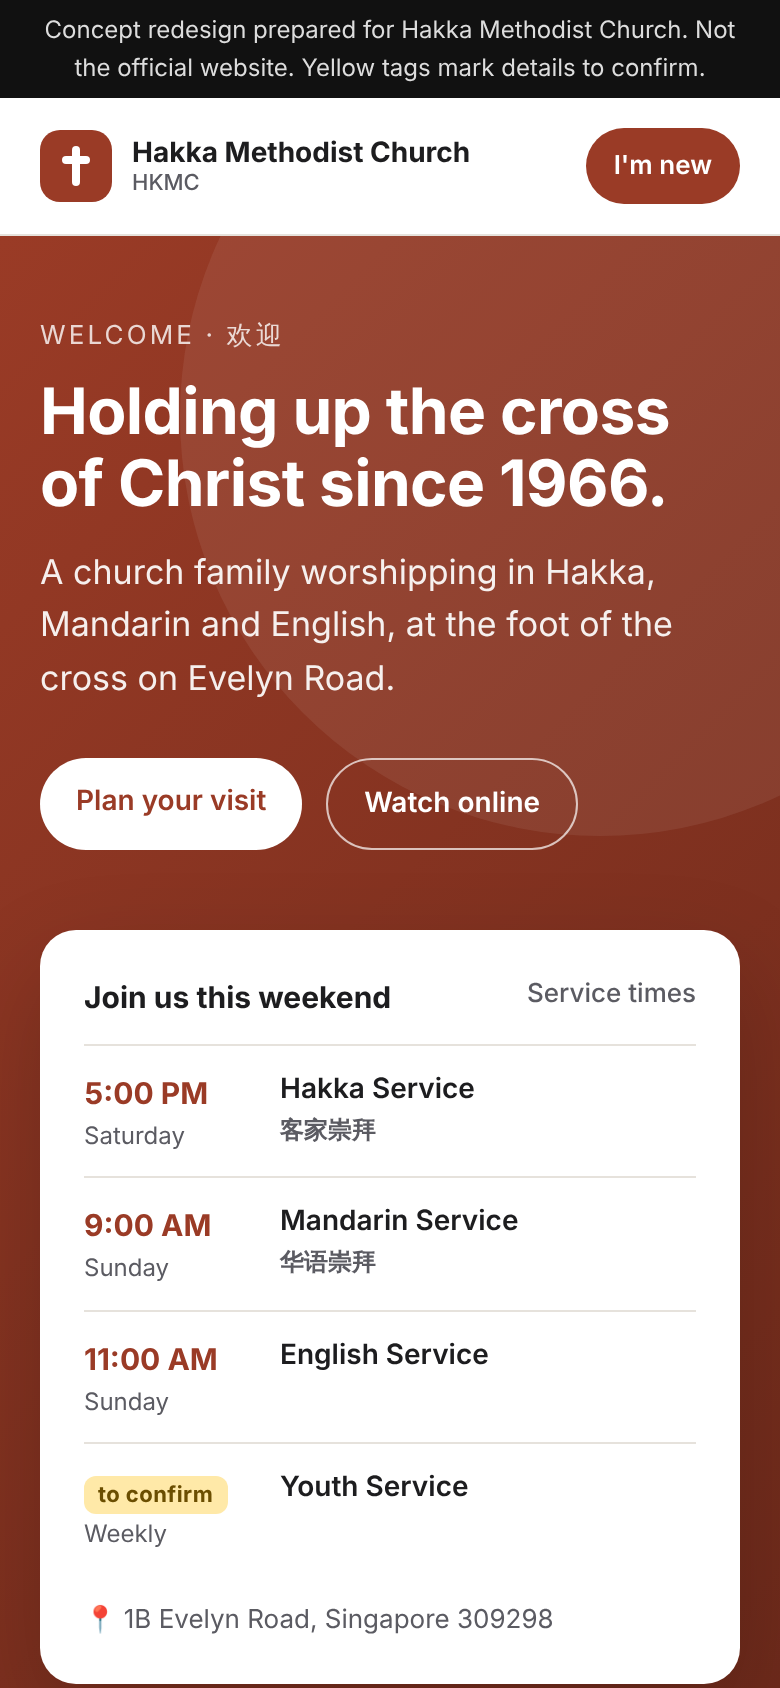 Concept redesign prepared for Hakka Methodist Church. Not
the official website. Yellow tags mark details to confirm.
Hakka Methodist Church
HKMC
I'm new
WELCOME · 欢迎
Holding up the cross
of Christ since 1966.
A church family worshipping in Hakka,
Mandarin and English, at the foot of the
cross on Evelyn Road.
Plan your visit
Watch online
Join us this weekend
Service times
5:00 PM
Saturday
Hakka Service
客家崇拜
9:00 AM
Sunday
Mandarin Service
华语崇拜
11:00 AM
Sunday
English Service
to confirm
Weekly
Youth Service
1B Evelyn Road, Singapore 309298